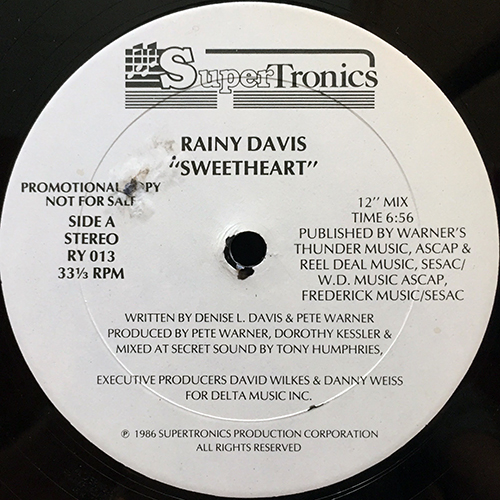 SuperTronics
RAINY DAVIS
"SWEETHEART"
PROMOTIONAL COPY
NOT FOR SALE
SIDE A
STEREO
RY 013
33⅓ RPM
12" MIX
TIME 6:56
PUBLISHED BY WARNER'S
THUNDER MUSIC, ASCAP &
REEL DEAL MUSIC, SESAC/
W.D. MUSIC ASCAP,
FREDERICK MUSIC/SESAC
WRITTEN BY DENISE L. DAVIS & PETE WARNER
PRODUCED BY PETE WARNER, DOROTHY KESSLER &
MIXED AT SECRET SOUND BY TONY HUMPHRIES,
EXECUTIVE PRODUCERS DAVID WILKES & DANNY WEISS
FOR DELTA MUSIC INC.
℗ 1986 SUPERTRONICS PRODUCTION CORPORATION
ALL RIGHTS RESERVED